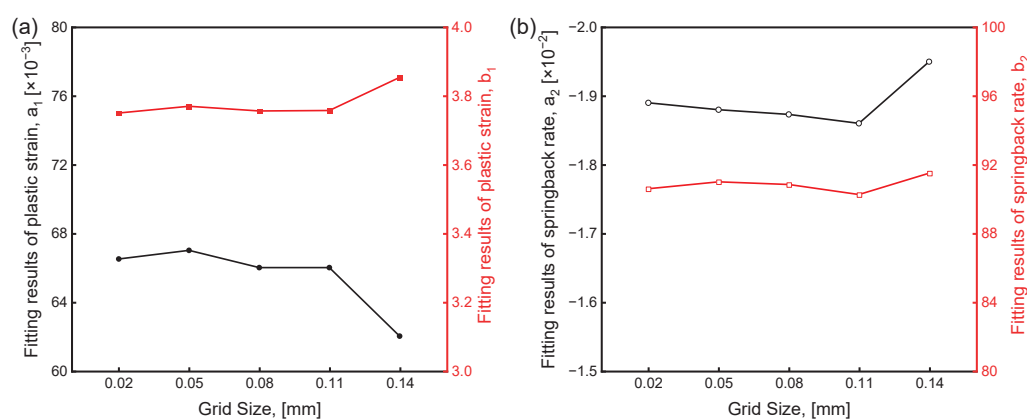 (a)
Fitting results of plastic strain, a₁ [×10⁻³]
80
76
72
68
64
60
4.0
3.8
3.6
3.4
3.2
3.0
Fitting results of plastic strain, b₁
0.02 0.05 0.08 0.11 0.14
Grid Size, [mm]
(b)
Fitting results of springback rate, a₂ [×10⁻²]
−2.0
−1.9
−1.8
−1.7
−1.6
−1.5
100
96
92
88
84
80
Fitting results of springback rate, b₂
0.02 0.05 0.08 0.11 0.14
Grid Size, [mm]